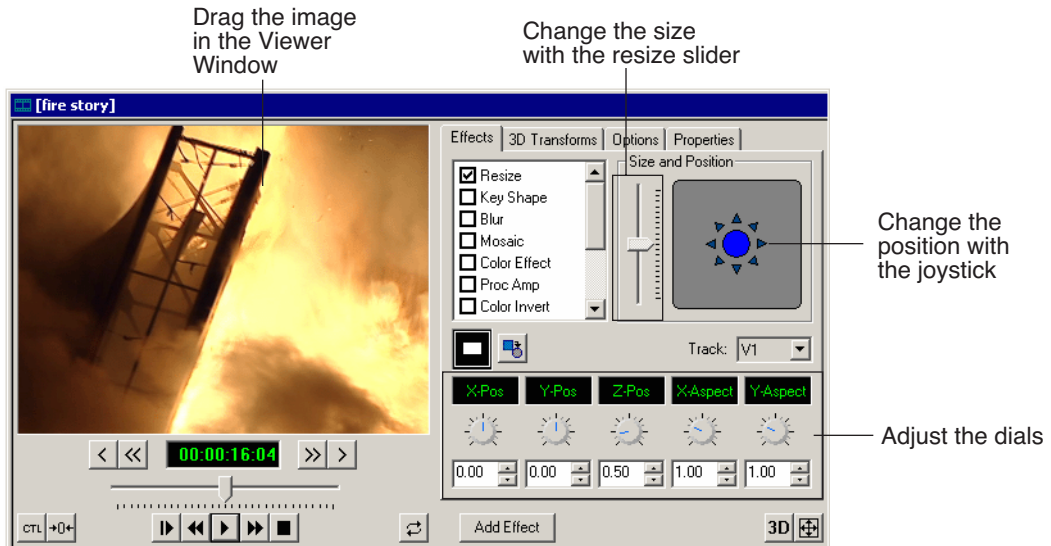 Drag the image
in the Viewer
Window
Change the size
with the resize slider
[fire story]
Effects 3D Transforms Options Properties
Size and Position
Resize
Key Shape
Blur
Mosaic
Color Effect
Proc Amp
Color Invert
Change the
position with
the joystick
Track: V1
X-Pos Y-Pos Z-Pos X-Aspect Y-Aspect
Adjust the dials
0.00 0.00 0.50 1.00 1.00
< << 00:00:16:04 >> >
CTL →0←
Add Effect
3D